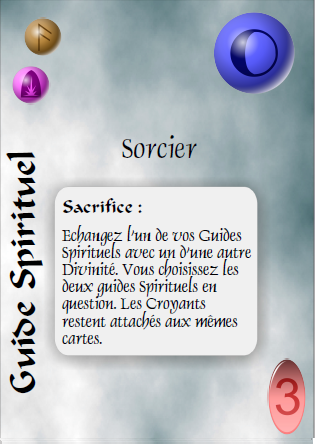 Sorcier
Guide Spirituel
Sacrifice :
Echangez l'un de vos Guides
Spirituels avec un d'une autre
Divinité. Vous choisissez les
deux guides Spirituels en
question. Les Croyants
restent attachés aux mêmes
cartes.
3